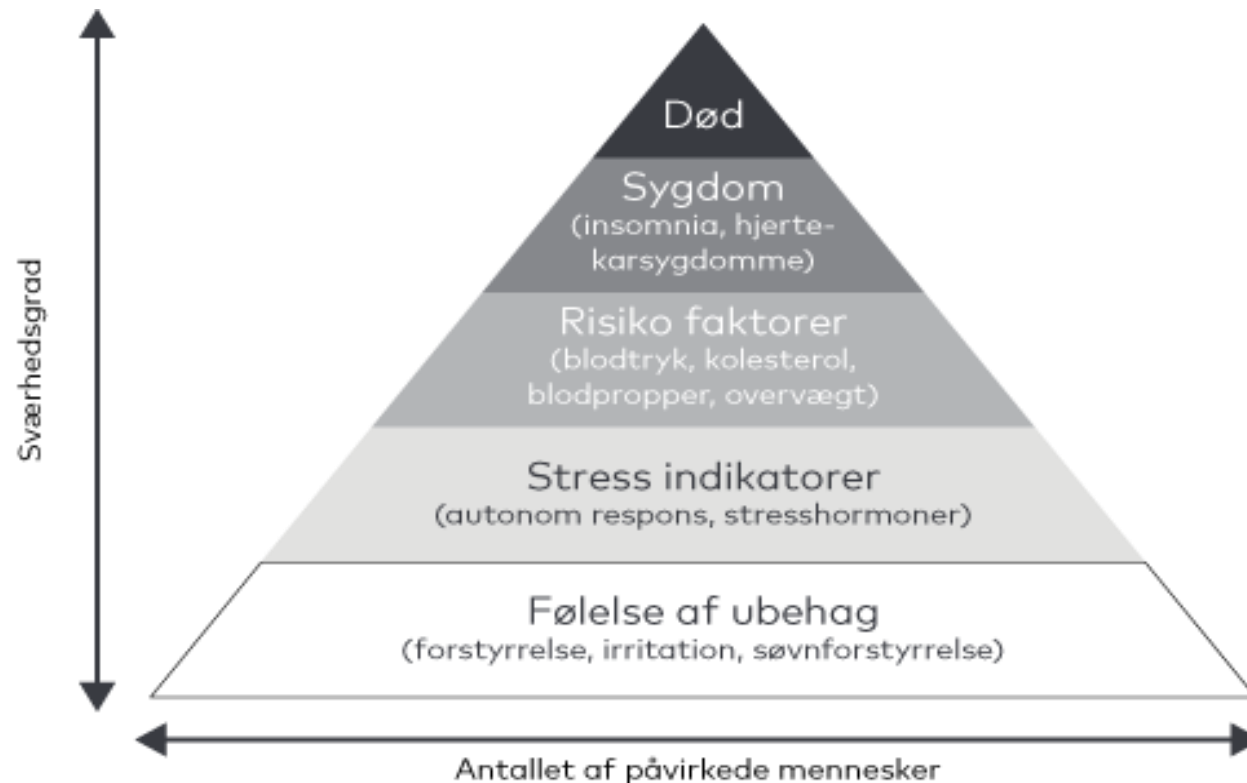 Død
Sygdom
(insomnia, hjerte-
karsygdomme)
Risiko faktorer
(blodtryk, kolesterol,
blodpropper, overvægt)
Stress indikatorer
(autonom respons, stresshormoner)
Følelse af ubehag
(forstyrrelse, irritation, søvnforstyrrelse)
Sværhedsgrad
Antallet af påvirkede mennesker